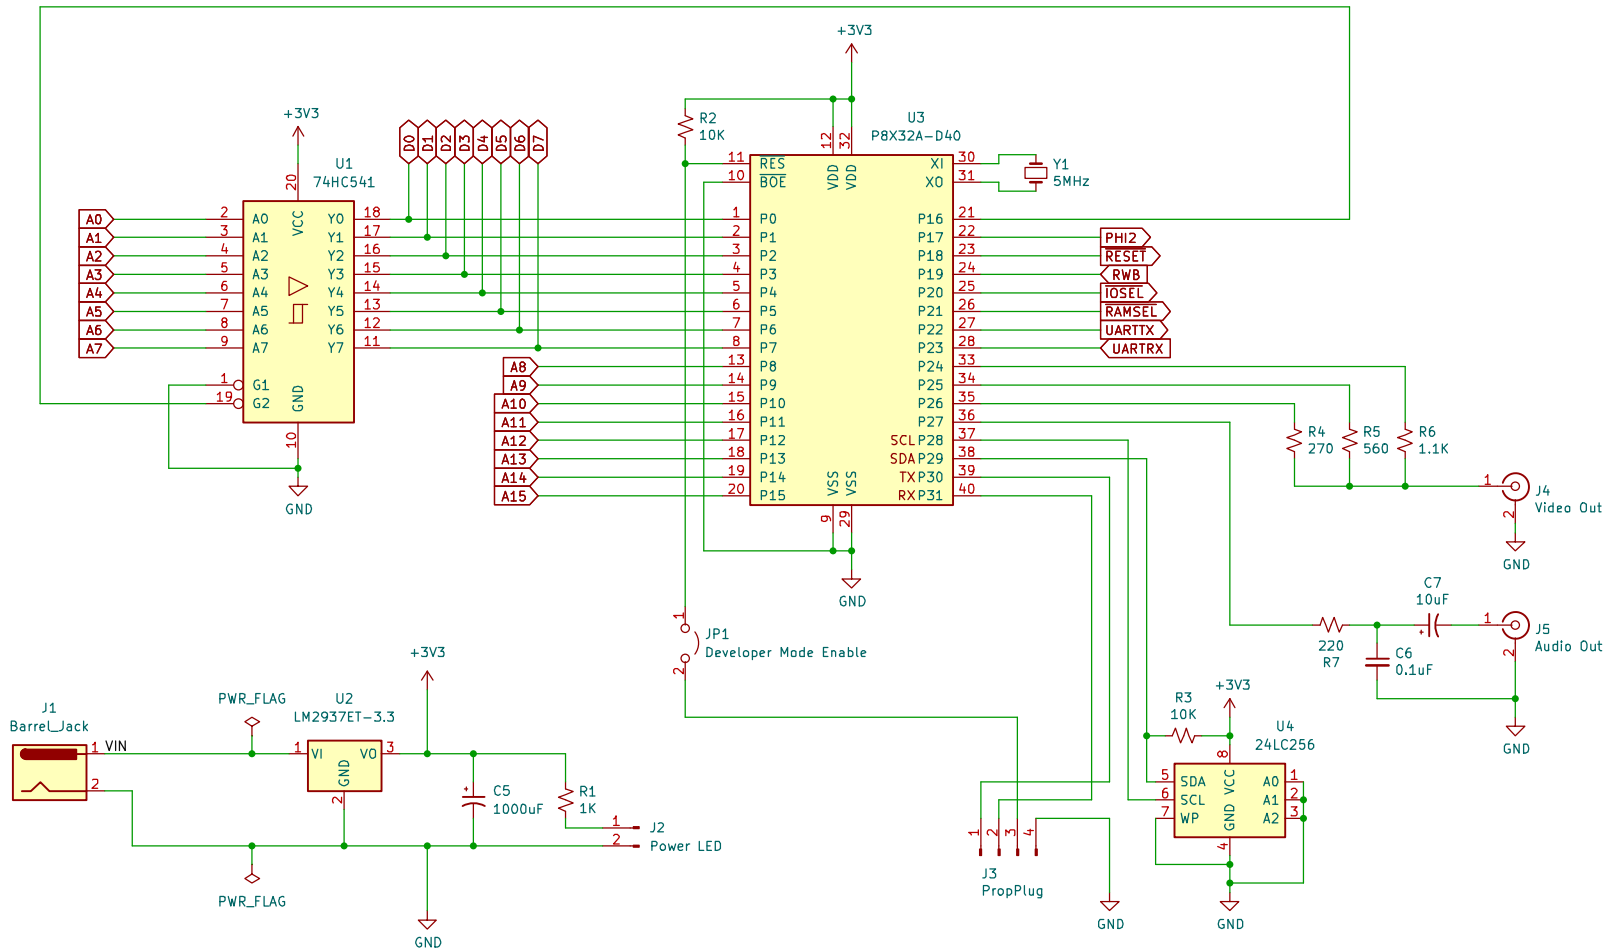 +3V3
U1
74HC541
20
VCC
D0
D1
D2
D3
D4
D5
D6
D7
A0
A1
A2
A3
A4
A5
A6
A7
2 A0 Y0 18
3 A1 Y1 17
4 A2 Y2 16
5 A3 Y3 15
6 A4 Y4 14
7 A5 Y5 13
8 A6 Y6 12
9 A7 Y7 11
1 G1
19 G2
GND
10
GND
+3V3
R2
10K
U3
P8X32A-D40
12 32
VDD VDD
11 RES XI 30
10 BOE XO 31
1 P0 P16 21
2 P1 P17 22
3 P2 P18 23
4 P3 P19 24
5 P4 P20 25
6 P5 P21 26
7 P6 P22 27
8 P7 P23 28
13 P8 P24 33
14 P9 P25 34
15 P10 P26 35
16 P11 P27 36
17 P12 SCL P28 37
18 P13 SDA P29 38
19 P14 TX P30 39
20 P15 RX P31 40
VSS VSS
9 29
GND
A8
A9
A10
A11
A12
A13
A14
A15
Y1
5MHz
PHI2
RESET
RWB
IOSEL
RAMSEL
UARTTX
UARTRX
R4
270
R5
560
R6
1.1K
1
2
J4
Video Out
GND
C7
10uF
220
R7
C6
0.1uF
1
2
J5
Audio Out
GND
1
JP1
Developer Mode Enable
2
J1
Barrel_Jack
1 VIN
2
PWR_FLAG
U2
LM2937ET-3.3
1 VI VO 3
GND
2
+3V3
C5
1000uF
R1
1K
1
2
J2
Power LED
PWR_FLAG
GND
1 2 3 4
J3
PropPlug
GND
R3
10K
+3V3
U4
24LC256
8
VCC
5 SDA A0 1
6 SCL A1 2
7 WP A2 3
GND
4
GND